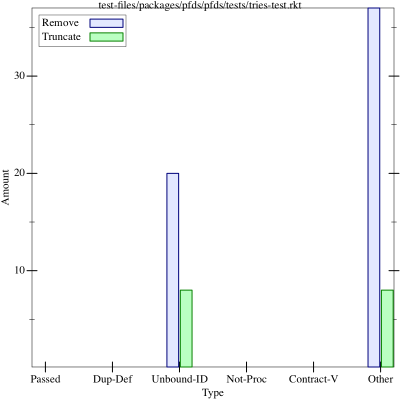 test-files/packages/pfds/pfds/tests/tries-test.rkt
Remove
Truncate
30
20
10
Amount
Passed Dup-Def Unbound-ID Not-Proc Contract-V Other
Type